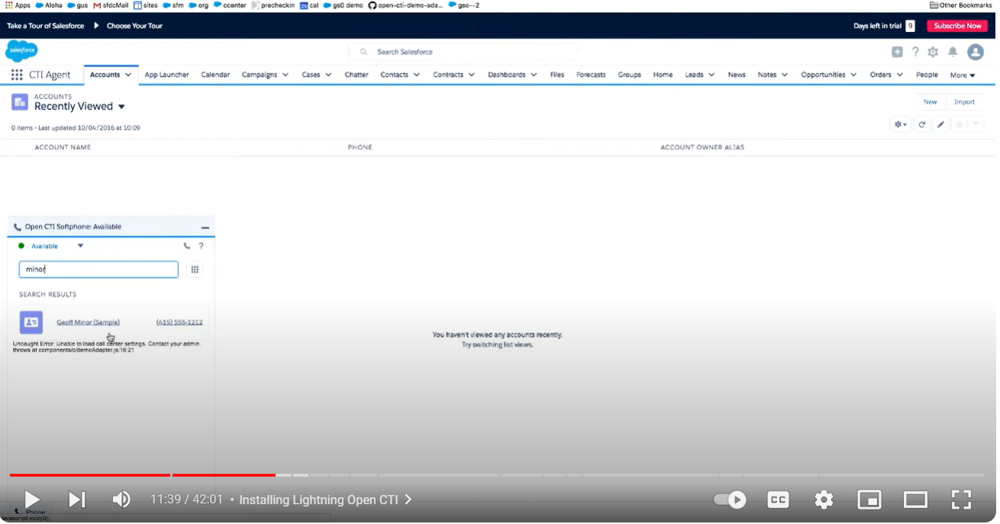 Apps Aloha gus sfdcMail sites sfm org ccenter precheckin cal gs0 demo open-cti-demo-ada... gso--2 Other Bookmarks
Take a Tour of Salesforce Choose Your Tour Days left in trial 9 Subscribe Now
salesforce Search Salesforce
CTI Agent Accounts App Launcher Calendar Campaigns Cases Chatter Contacts Contracts Dashboards Files Forecasts Groups Home Leads News Notes Opportunities Orders People More
ACCOUNTS
Recently Viewed New Import
0 items • Last updated 10/04/2016 at 10:09
ACCOUNT NAME PHONE ACCOUNT OWNER ALIAS
Open CTI Softphone: Available
Available
minor
SEARCH RESULTS
Geoff Minor (Sample) (415) 555-1212
Uncaught Error: Unable to load call center settings. Contact your admin.
throws at components/c/demoAdapter.js:18:21
You haven't viewed any accounts recently.
Try switching list views.
11:39 / 42:01 • Installing Lightning Open CTI
CC
Phone
javascript:void(0);